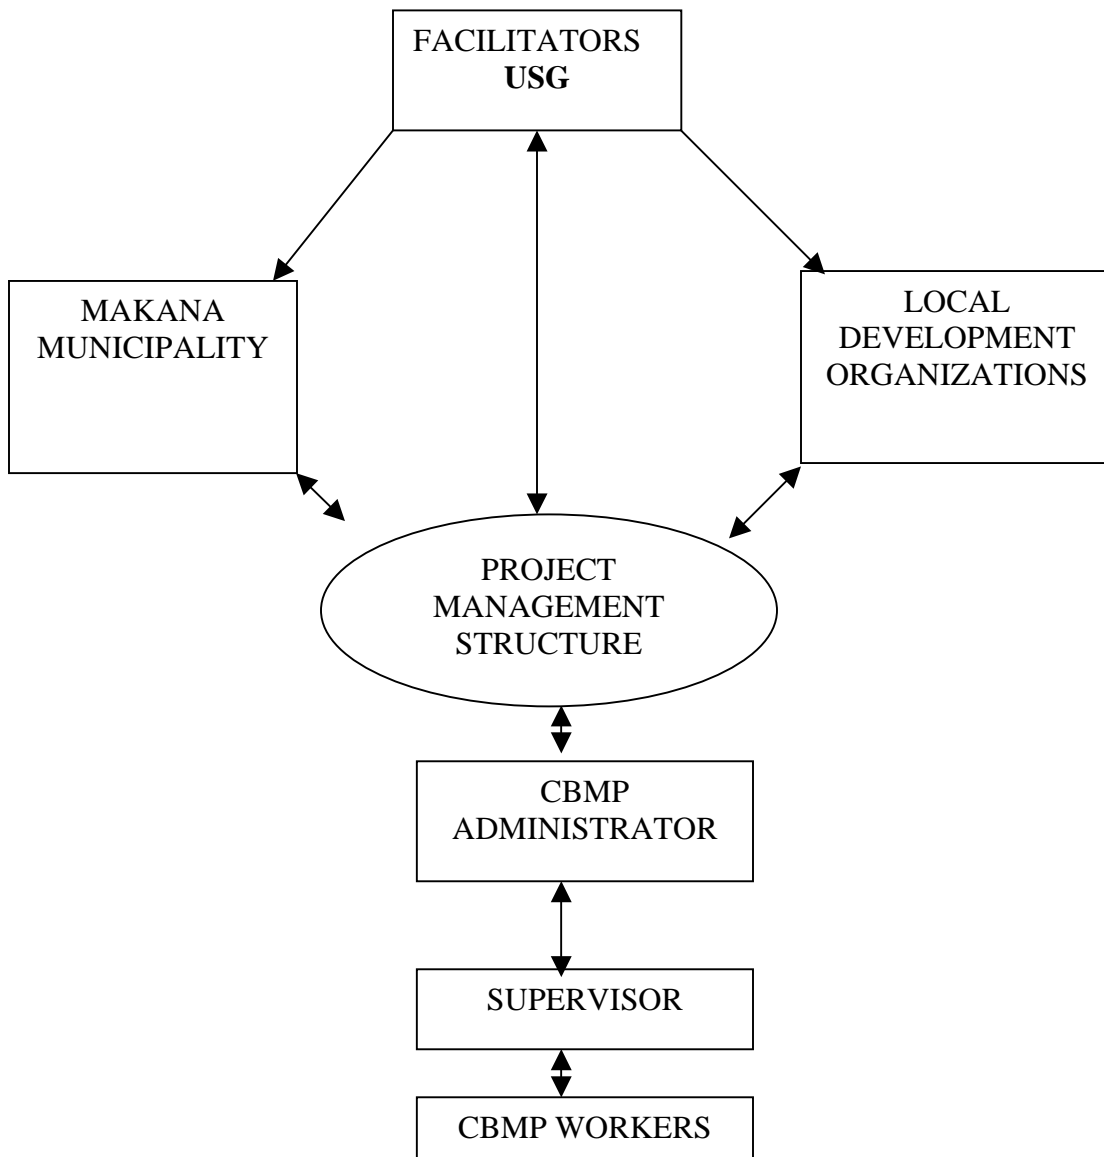 FACILITATORS
USG
MAKANA
MUNICIPALITY
LOCAL
DEVELOPMENT
ORGANIZATIONS
PROJECT
MANAGEMENT
STRUCTURE
CBMP
ADMINISTRATOR
SUPERVISOR
CBMP WORKERS